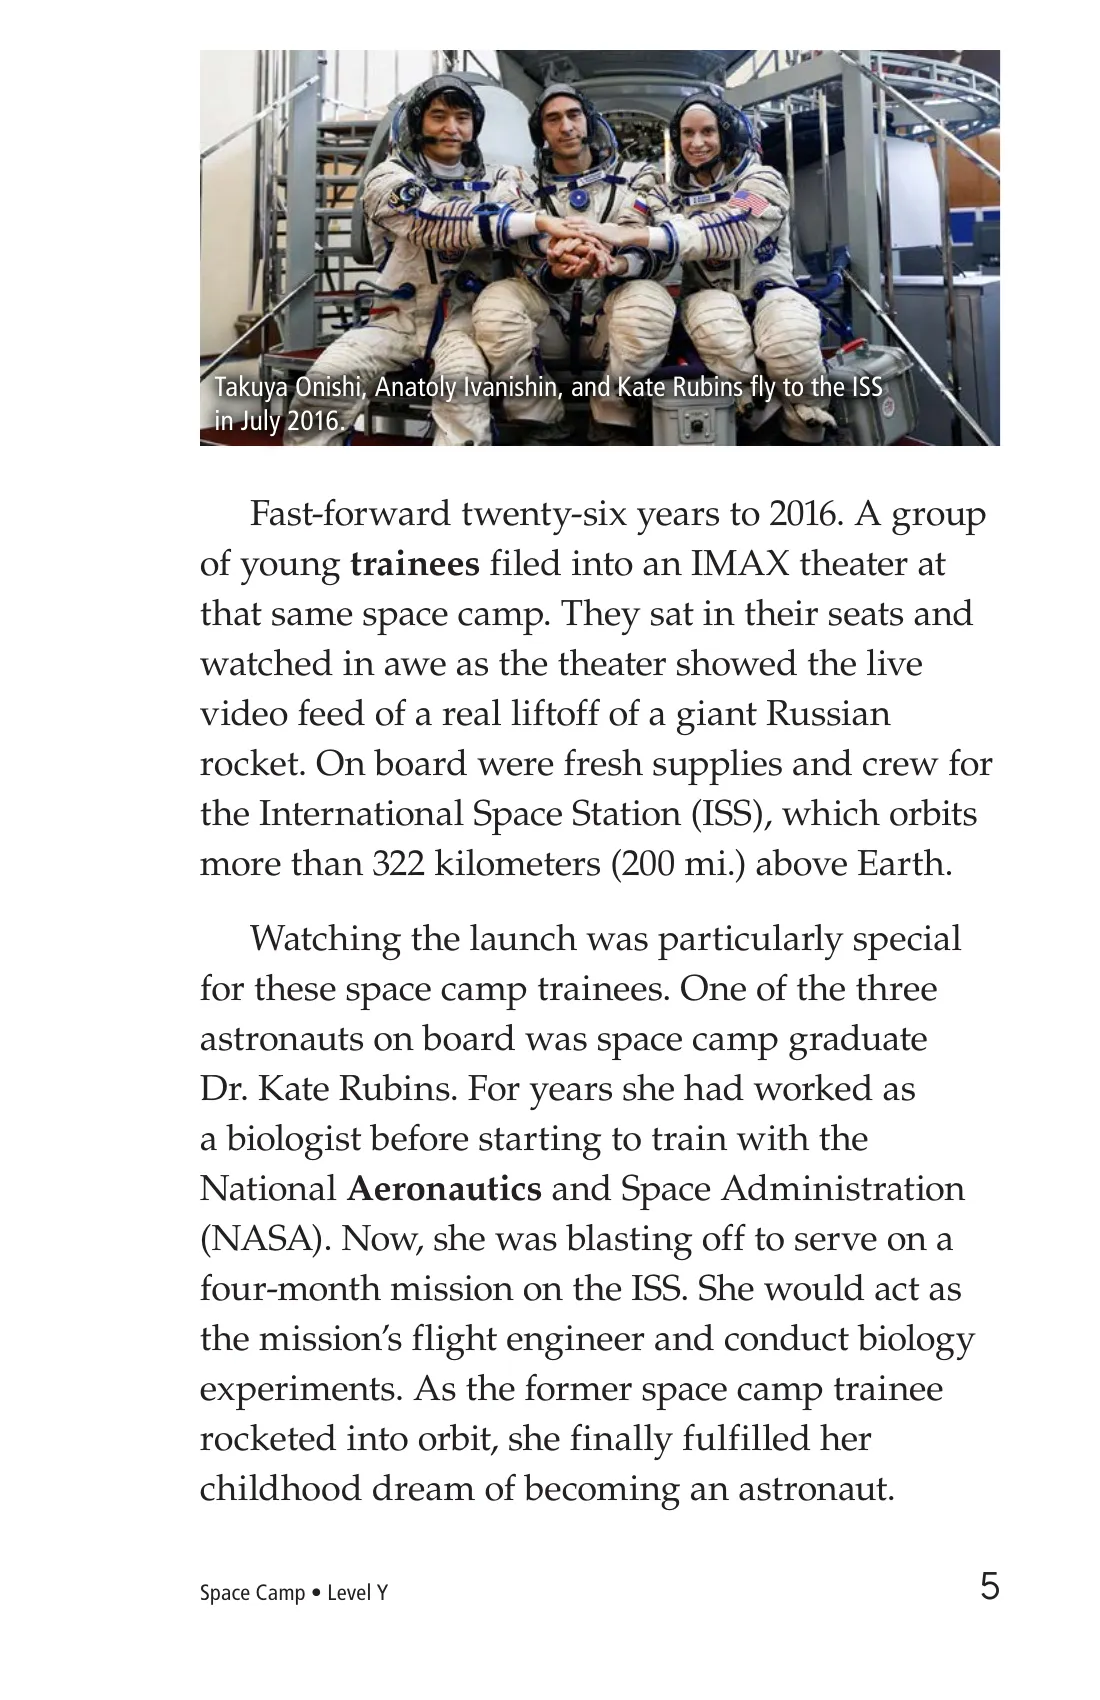 Takuya Onishi, Anatoly Ivanishin, and Kate Rubins fly to the ISS
in July 2016.
Fast-forward twenty-six years to 2016. A group
of young trainees filed into an IMAX theater at
that same space camp. They sat in their seats and
watched in awe as the theater showed the live
video feed of a real liftoff of a giant Russian
rocket. On board were fresh supplies and crew for
the International Space Station (ISS), which orbits
more than 322 kilometers (200 mi.) above Earth.
Watching the launch was particularly special
for these space camp trainees. One of the three
astronauts on board was space camp graduate
Dr. Kate Rubins. For years she had worked as
a biologist before starting to train with the
National Aeronautics and Space Administration
(NASA). Now, she was blasting off to serve on a
four-month mission on the ISS. She would act as
the mission’s flight engineer and conduct biology
experiments. As the former space camp trainee
rocketed into orbit, she finally fulfilled her
childhood dream of becoming an astronaut.
Space Camp • Level Y
5